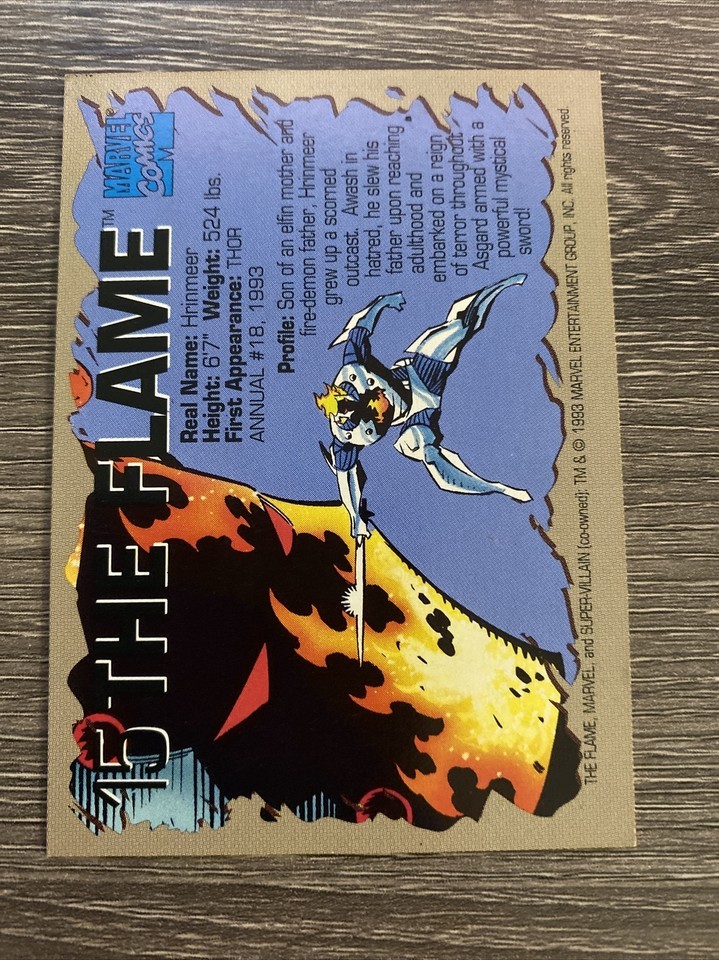 15 THE FLAME™
MARVEL®
COMICS
M
Real Name: Hrinmeer
Height: 6'7" Weight: 524 lbs.
First Appearance: THOR
ANNUAL #18, 1993
Profile: Son of an elfin mother and
fire-demon father, Hrinmeer
grew up a scorned
outcast. Awash in
hatred, he slew his
father upon reaching
adulthood and
embarked on a reign
of terror throughout
Asgard armed with a
powerful mystical
sword!
THE FLAME, MARVEL, and SUPER-VILLAIN (co-owned); TM & © 1993 MARVEL ENTERTAINMENT GROUP, INC. All rights reserved.